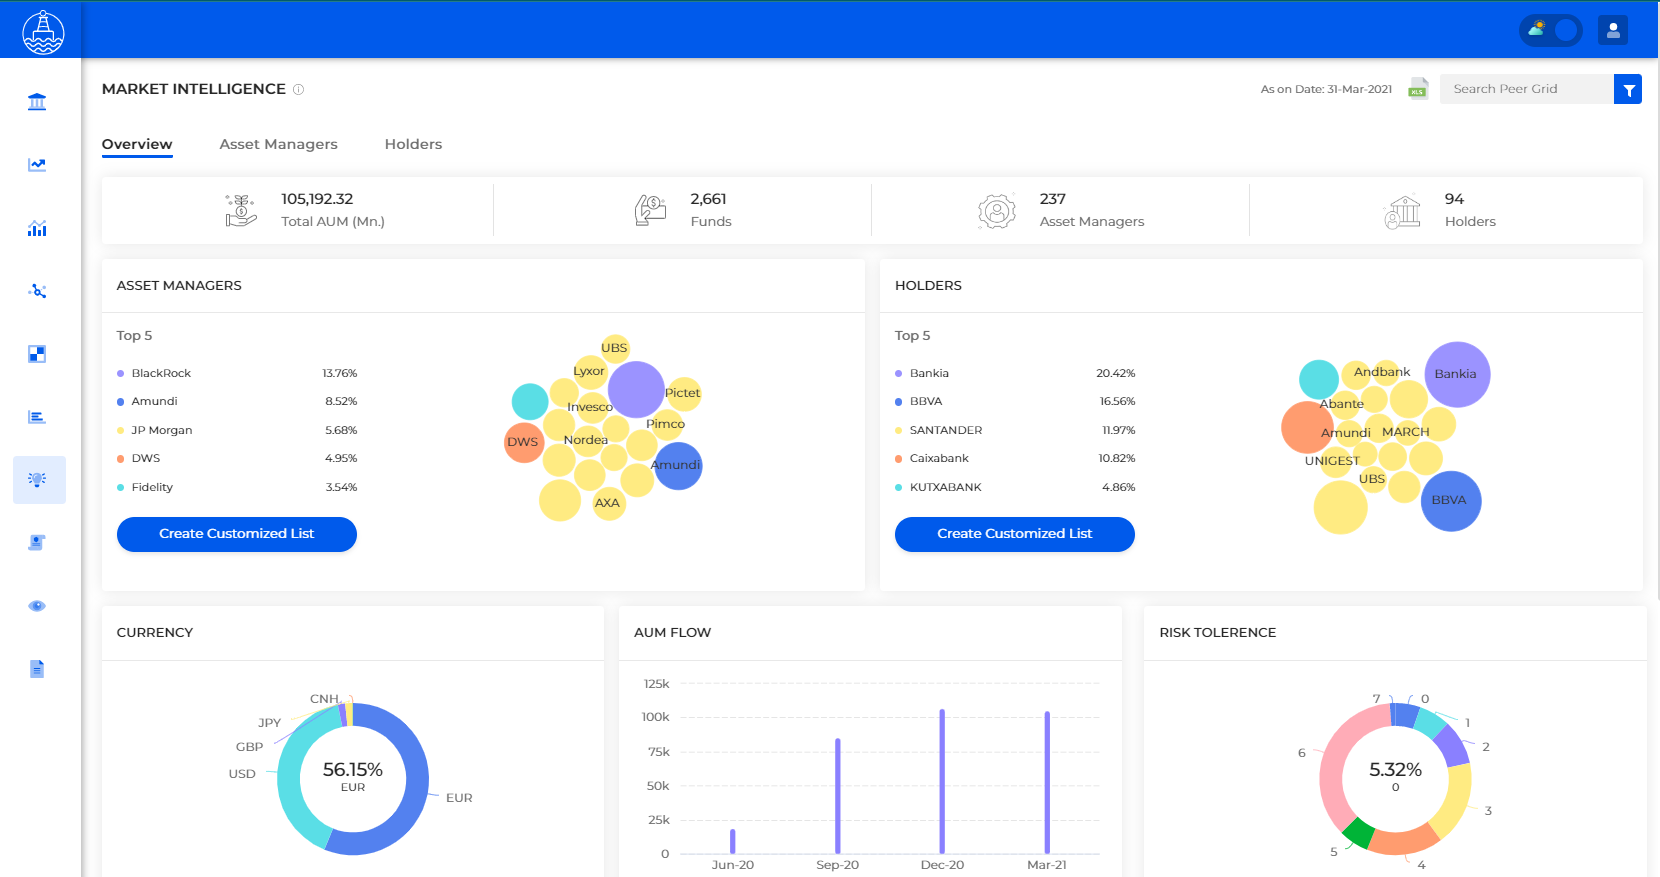 MARKET INTELLIGENCE
As on Date: 31-Mar-2021
XLS
Search Peer Grid
Overview
Asset Managers
Holders
105,192.32
Total AUM (Mn.)
2,661
Funds
237
Asset Managers
94
Holders
ASSET MANAGERS
Top 5
BlackRock 13.76%
Amundi 8.52%
JP Morgan 5.68%
DWS 4.95%
Fidelity 3.54%
Create Customized List
UBS
Lyxor
Pictet
Invesco
Pimco
Nordea
DWS
Amundi
AXA
HOLDERS
Top 5
Bankia 20.42%
BBVA 16.56%
SANTANDER 11.97%
Caixabank 10.82%
KUTXABANK 4.86%
Create Customized List
Andbank
Bankia
Abante
Amundi
MARCH
UNIGEST
UBS
BBVA
CURRENCY
CNH
JPY
GBP
USD
56.15%
EUR
EUR
AUM FLOW
125k
100k
75k
50k
25k
0
Jun-20
Sep-20
Dec-20
Mar-21
RISK TOLERENCE
7
0
1
2
6
5.32%
0
3
5
4